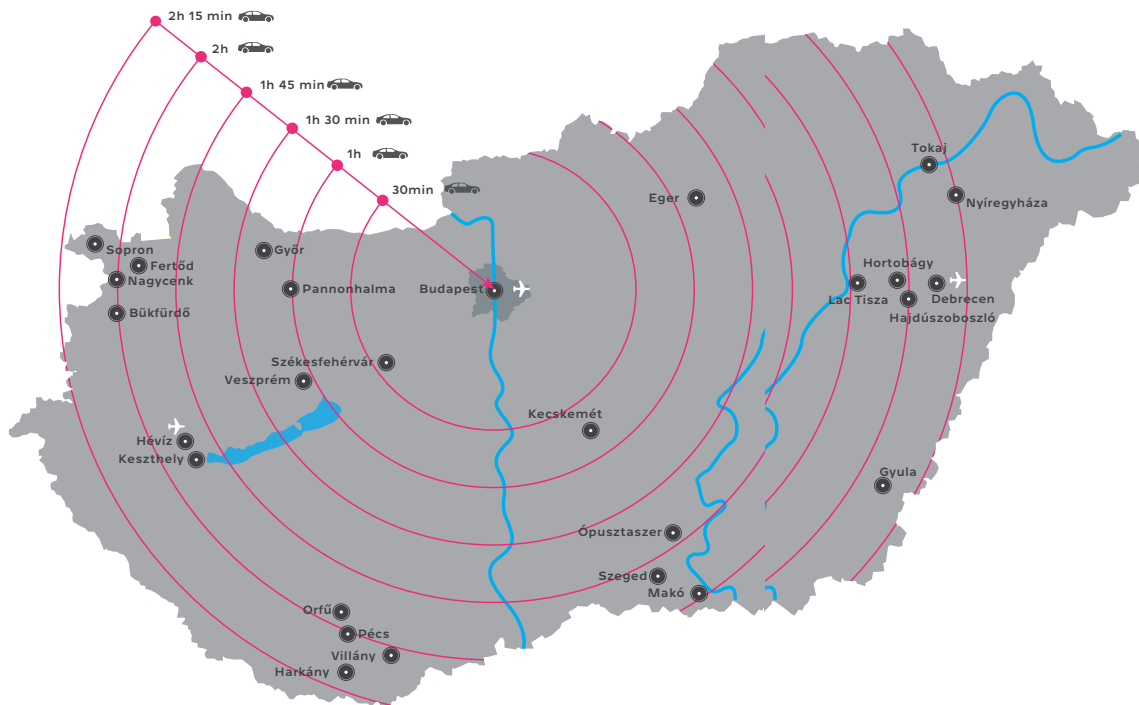 2h 15 min
2h
1h 45 min
1h 30 min
1h
30min
Tokaj
Eger
Nyíregyháza
Sopron
Győr
Fertőd
Nagycenk
Hortobágy
Pannonhalma
Budapest
Lac Tisza
Debrecen
Hajdúszoboszló
Bükfürdő
Székesfehérvár
Veszprém
Kecskemét
Hévíz
Keszthely
Gyula
Ópusztaszer
Szeged
Makó
Orfű
Pécs
Villány
Harkány